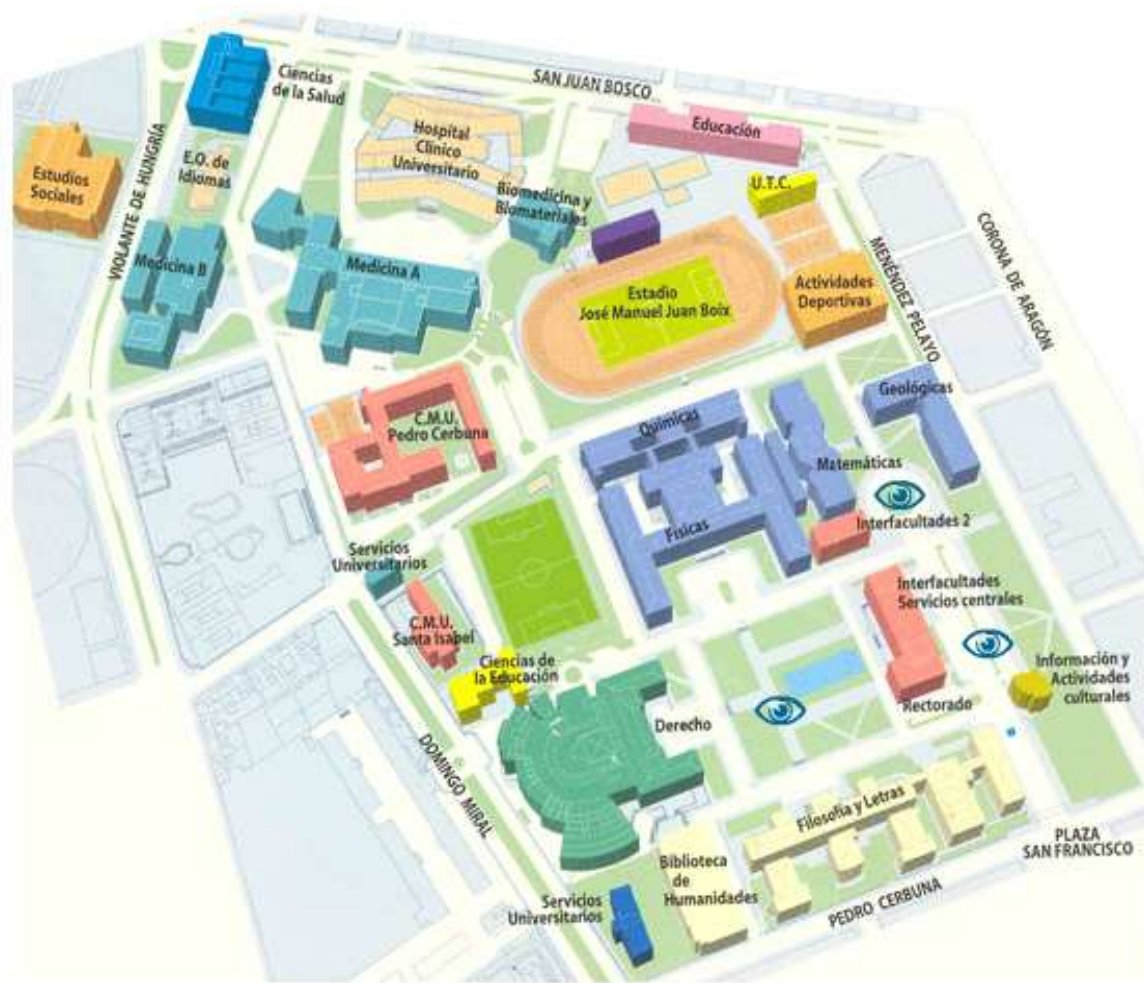 SAN JUAN BOSCO
Ciencias
de la Salud
Educación
Hospital
Clínico
Universitario
VIOLANTE DE HUNGRÍA
E.O. de
Idiomas
Estudios
Sociales
Biomedicina y
Biomateriales
U.T.C.
CORONA DE ARAGÓN
MENÉNDEZ PELAYO
Medicina B
Medicina A
Estadio
José Manuel Juan Boix
Actividades
Deportivas
Geológicas
C.M.U.
Pedro Cerbuna
Químicas
Matemáticas
Físicas
Interfacultades 2
Servicios
Universitarios
Interfacultades
Servicios centrales
C.M.U.
Santa Isabel
Ciencias de
la Educación
Información y
Actividades
culturales
Rectorado
Derecho
DOMINGO MIRAL
Filosofía y Letras
PLAZA
SAN FRANCISCO
Biblioteca
de
Humanidades
PEDRO CERBUNA
Servicios
Universitarios